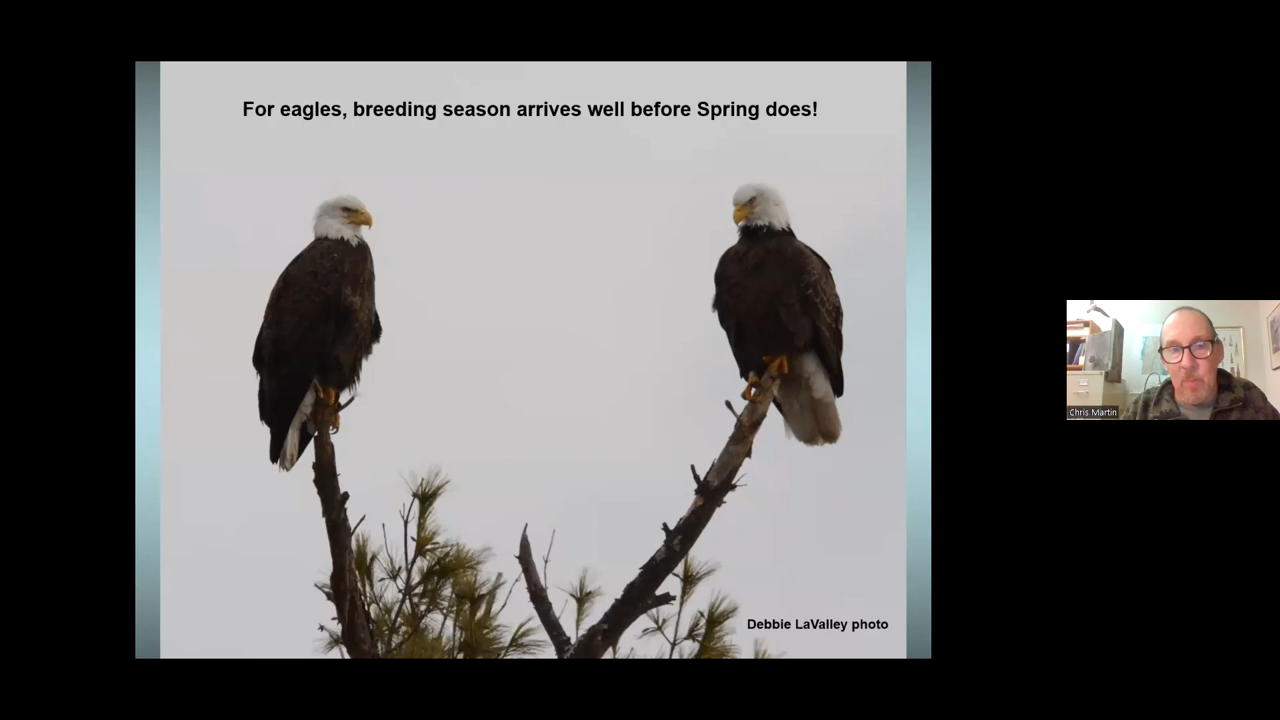 For eagles, breeding season arrives well before Spring does!
Debbie LaValley photo
Chris Martin